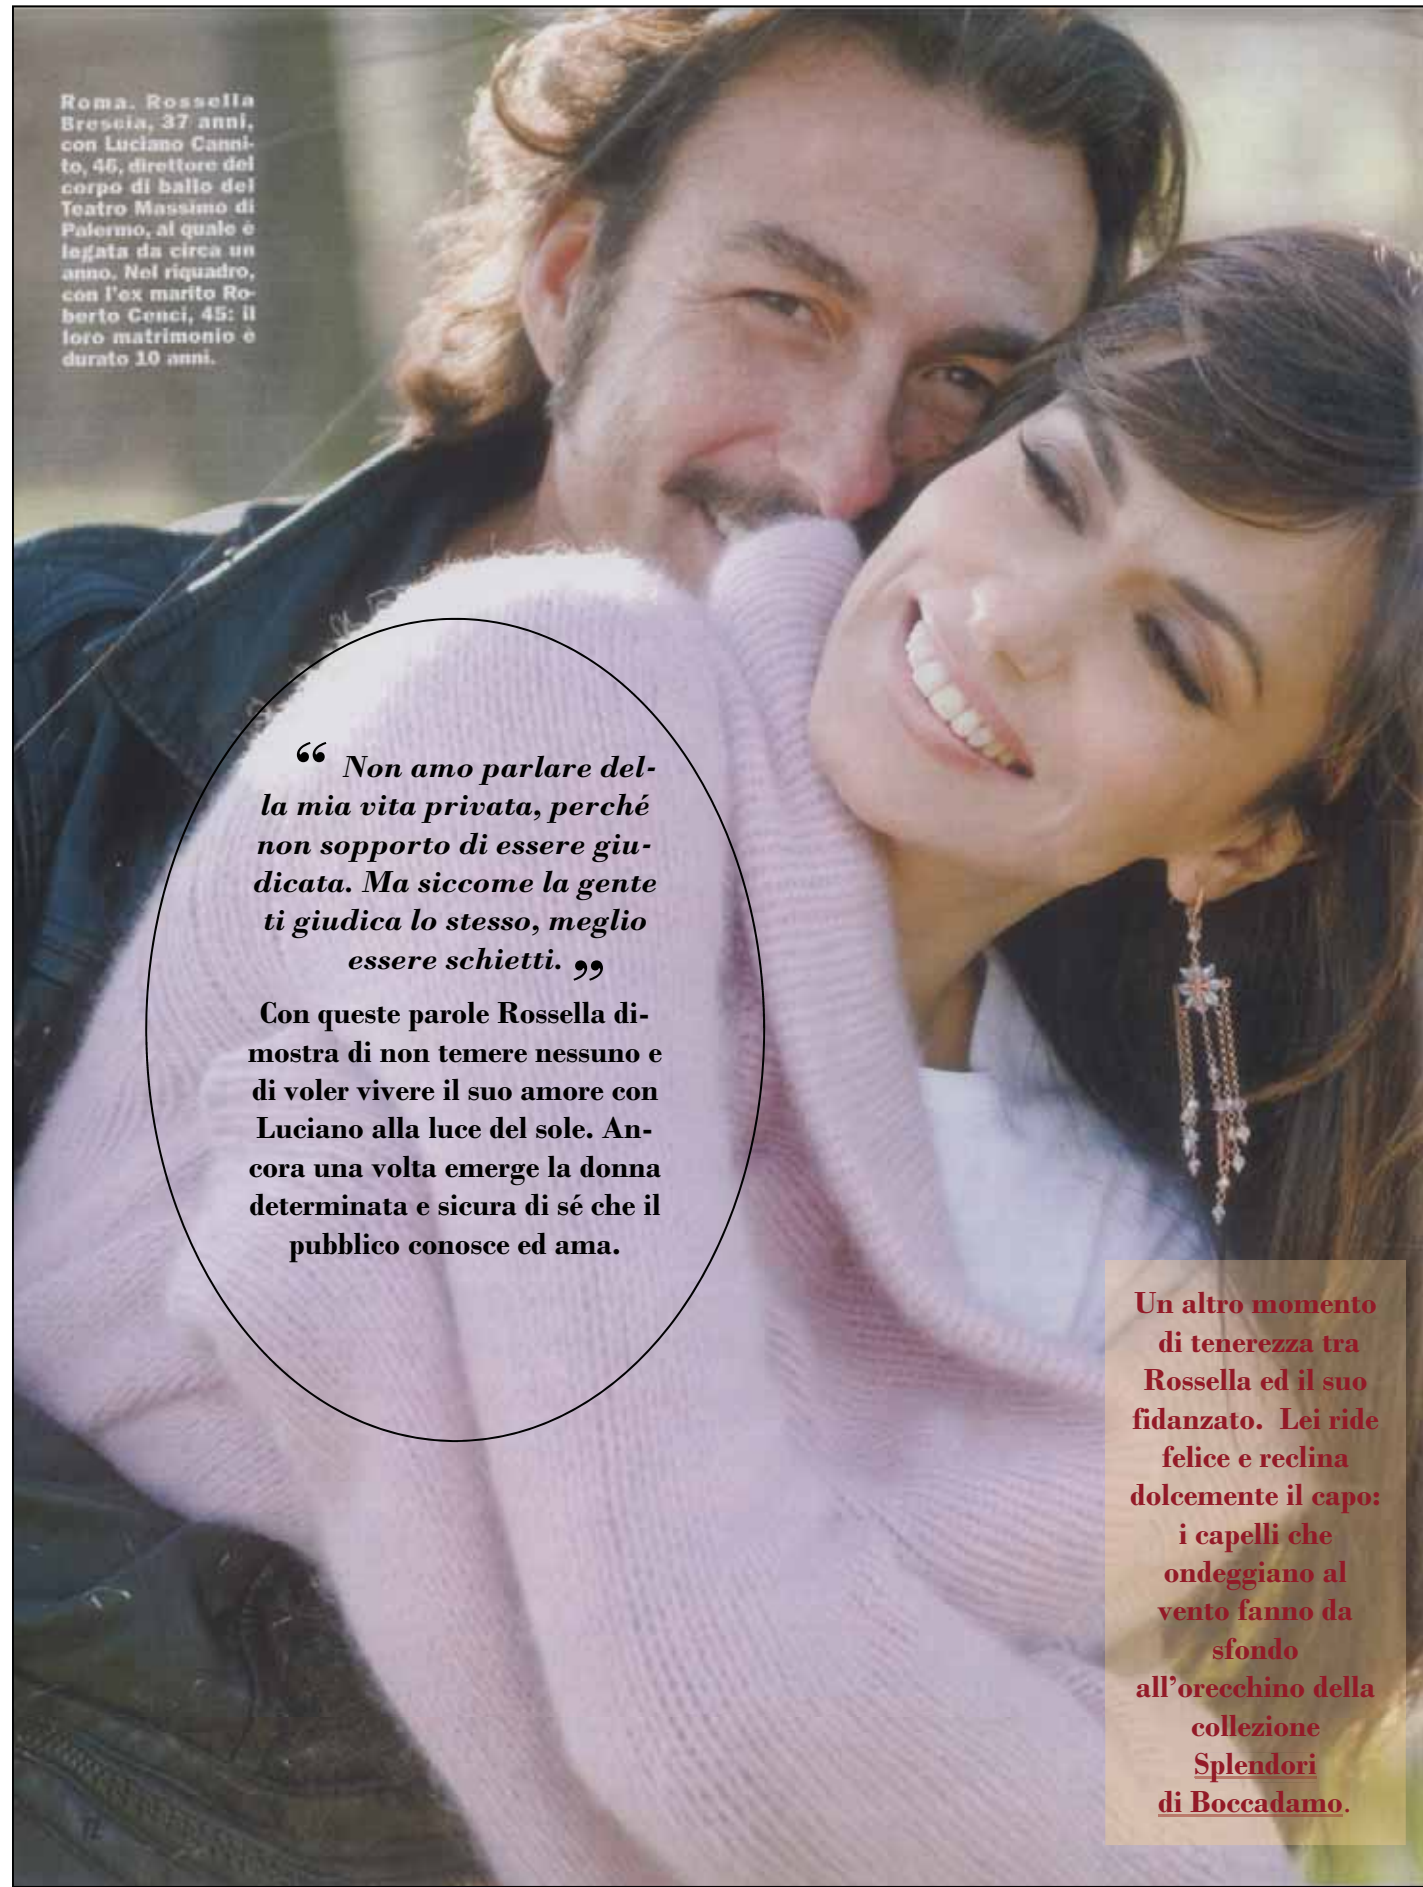 Roma. Rossella
Brescia, 37 anni,
con Luciano Canni-
to, 46, direttore del
corpo di ballo del
Teatro Massimo di
Palermo, al quale è
legata da circa un
anno. Nel riquadro,
con l'ex marito Ro-
berto Cenci, 45: il
loro matrimonio è
durato 10 anni.
“ Non amo parlare del-
la mia vita privata, perché
non sopporto di essere giu-
dicata. Ma siccome la gente
ti giudica lo stesso, meglio
essere schietti. ”
Con queste parole Rossella di-
mostra di non temere nessuno e
di voler vivere il suo amore con
Luciano alla luce del sole. An-
cora una volta emerge la donna
determinata e sicura di sé che il
pubblico conosce ed ama.
Un altro momento
di tenerezza tra
Rossella ed il suo
fidanzato. Lei ride
felice e reclina
dolcemente il capo:
i capelli che
ondeggiano al
vento fanno da
sfondo
all’orecchino della
collezione
Splendori
di Boccadamo.